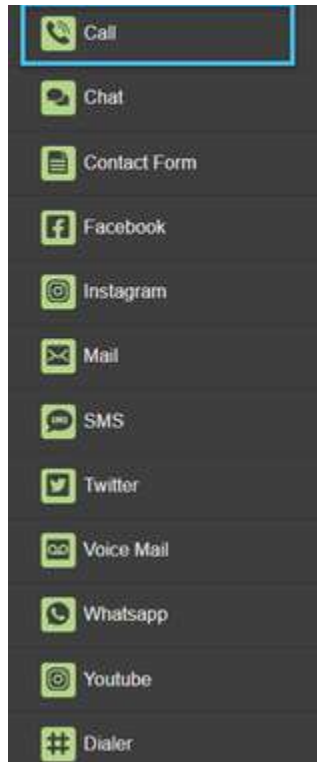 Call
Chat
Contact Form
Facebook
Instagram
Mail
SMS
Twitter
Voice Mail
Whatsapp
Youtube
Dialer